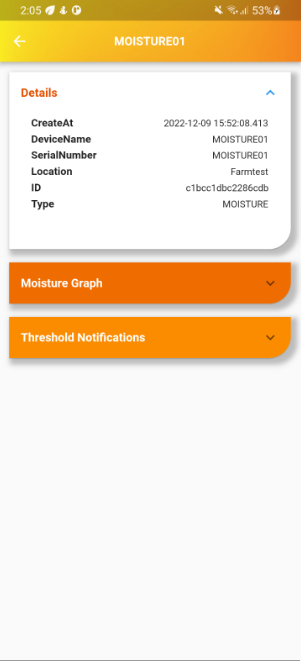 2:05 53%
MOISTURE01
Details
CreateAt 2022-12-09 15:52:08.413
DeviceName MOISTURE01
SerialNumber MOISTURE01
Location Farmtest
ID c1bcc1dbc2286cdb
Type MOISTURE
Moisture Graph
Threshold Notifications